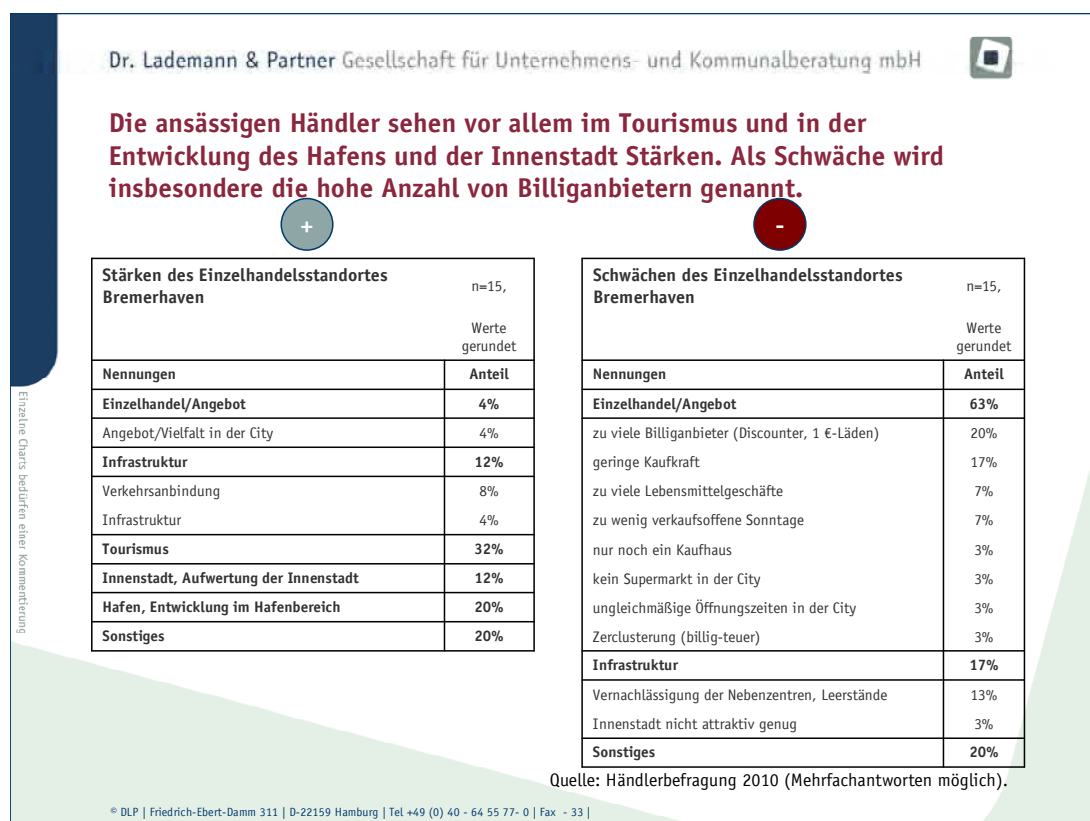 Dr. Lademann & Partner Gesellschaft für Unternehmens- und Kommunalberatung mbH
Die ansässigen Händler sehen vor allem im Tourismus und in der
Entwicklung des Hafens und der Innenstadt Stärken. Als Schwäche wird
insbesondere die hohe Anzahl von Billiganbietern genannt.
+
Stärken des Einzelhandelsstandortes
Bremerhaven
n=15,
Werte
gerundet
Nennungen Anteil
Einzelhandel/Angebot 4%
Angebot/Vielfalt in der City 4%
Infrastruktur 12%
Verkehrsanbindung 8%
Infrastruktur 4%
Tourismus 32%
Innenstadt, Aufwertung der Innenstadt 12%
Hafen, Entwicklung im Hafenbereich 20%
Sonstiges 20%
-
Schwächen des Einzelhandelsstandortes
Bremerhaven
n=15,
Werte
gerundet
Nennungen Anteil
Einzelhandel/Angebot 63%
zu viele Billiganbieter (Discounter, 1 €-Läden) 20%
geringe Kaufkraft 17%
zu viele Lebensmittelgeschäfte 7%
zu wenig verkaufsoffene Sonntage 7%
nur noch ein Kaufhaus 3%
kein Supermarkt in der City 3%
ungleichmäßige Öffnungszeiten in der City 3%
Zerclusterung (billig-teuer) 3%
Infrastruktur 17%
Vernachlässigung der Nebenzentren, Leerstände 13%
Innenstadt nicht attraktiv genug 3%
Sonstiges 20%
Quelle: Händlerbefragung 2010 (Mehrfachantworten möglich).
Einzelne Charts bedürfen einer Kommentierung
© DLP | Friedrich-Ebert-Damm 311 | D-22159 Hamburg | Tel +49 (0) 40 - 64 55 77- 0 | Fax - 33 |